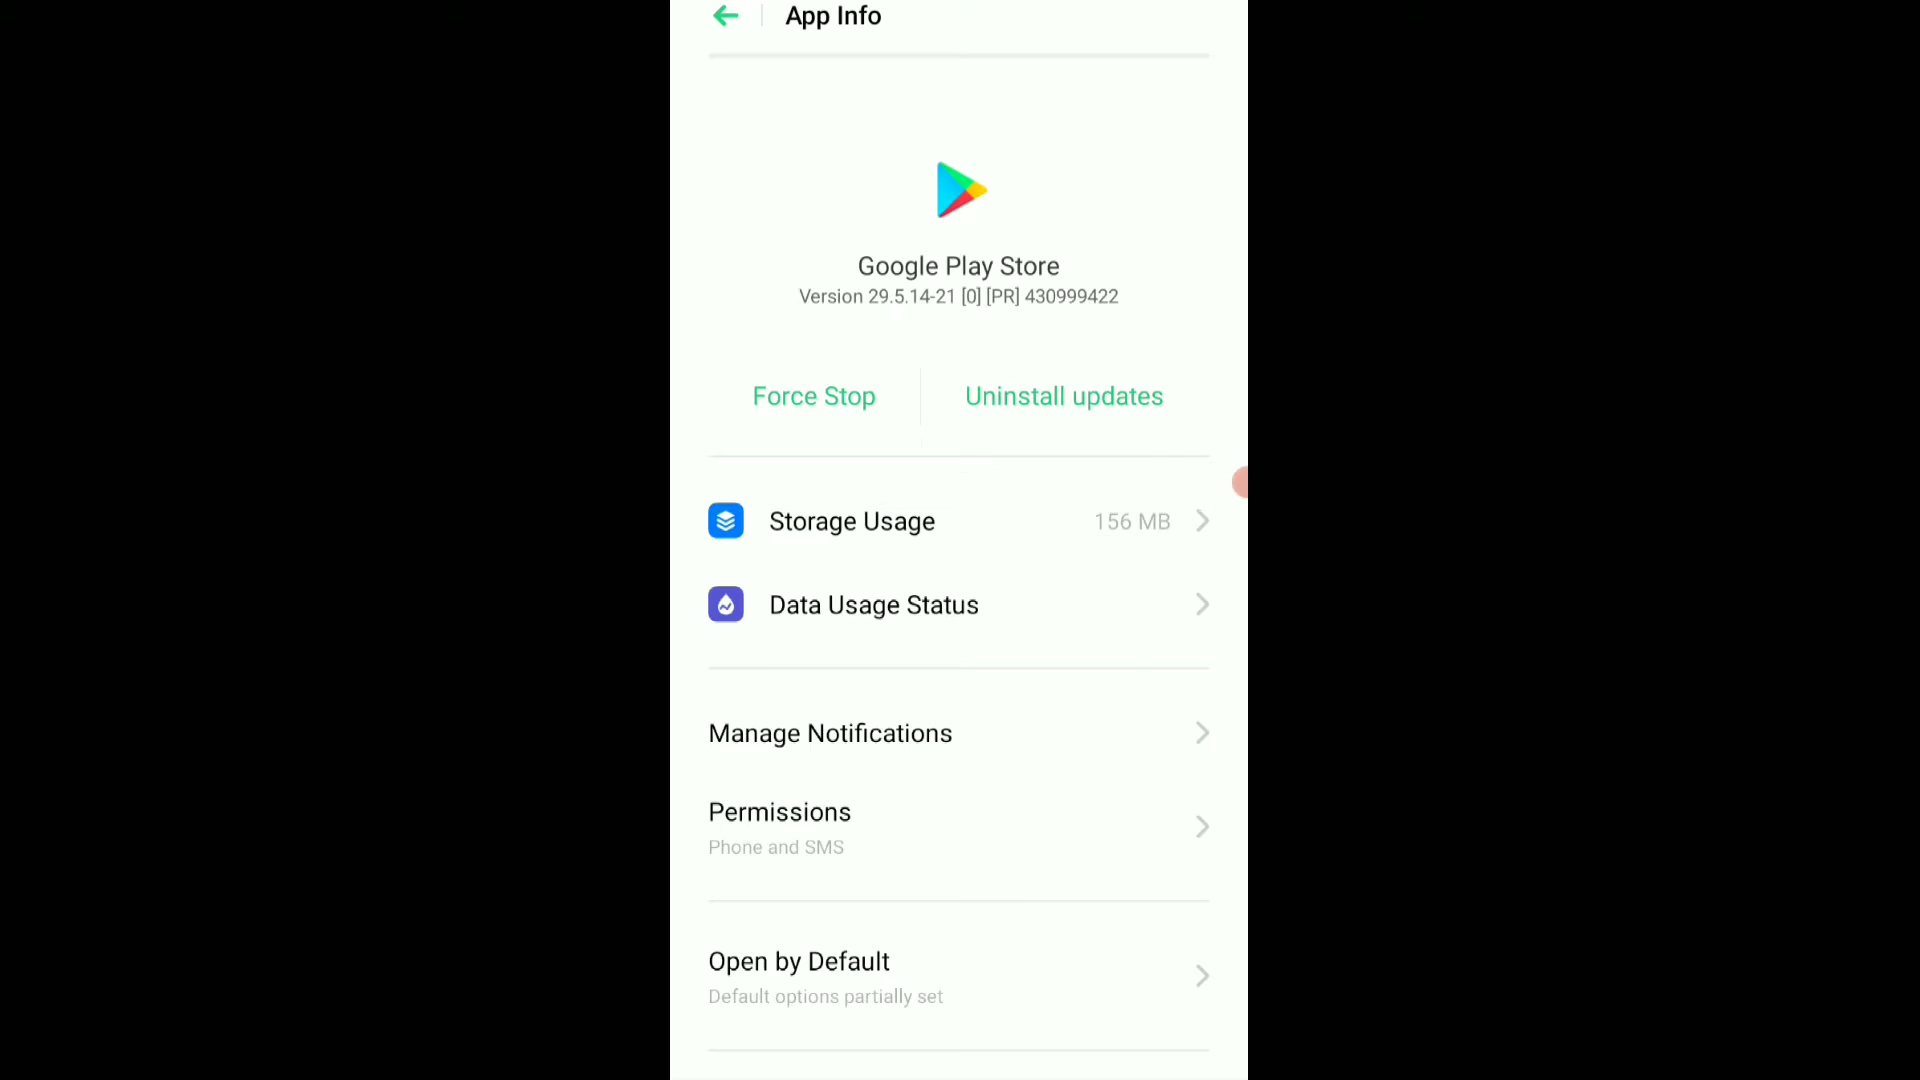 App Info
Google Play Store
Version 29.5.14-21 [0] [PR] 430999422
Force Stop
Uninstall updates
Storage Usage
156 MB
Data Usage Status
Manage Notifications
Permissions
Phone and SMS
Open by Default
Default options partially set